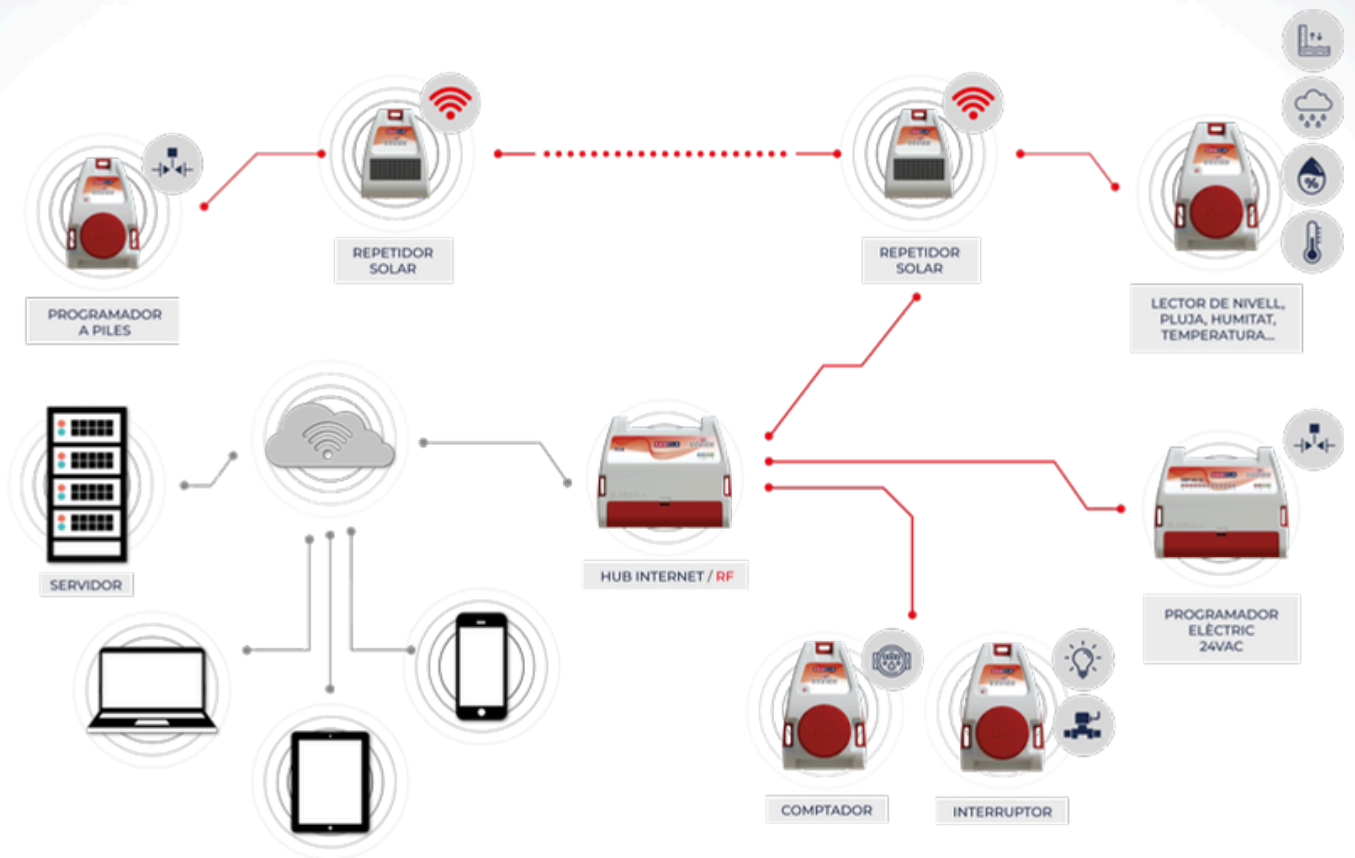 REPETIDOR
SOLAR
REPETIDOR
SOLAR
PROGRAMADOR
A PILES
LECTOR DE NIVELL,
PLUJA, HUMITAT,
TEMPERATURA...
%
SERVIDOR
HUB INTERNET / RF
PROGRAMADOR
ELÈCTRIC
24VAC
COMPTADOR
INTERRUPTOR